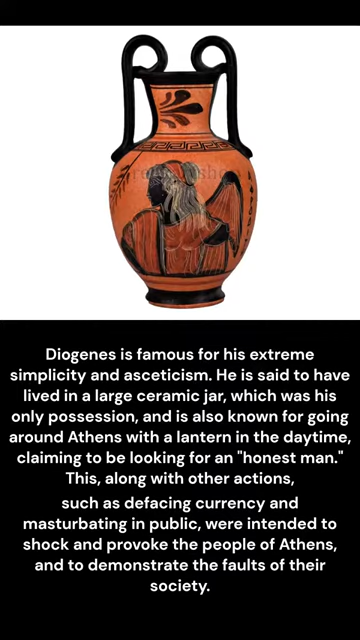 Diogenes is famous for his extreme
simplicity and asceticism. He is said to have
lived in a large ceramic jar, which was his
only possession, and is also known for going
around Athens with a lantern in the daytime,
claiming to be looking for an "honest man."
This, along with other actions,
such as defacing currency and
masturbating in public, were intended to
shock and provoke the people of Athens,
and to demonstrate the faults of their
society.